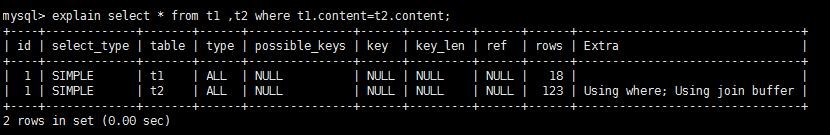 mysql> explain select * from t1 ,t2 where t1.content=t2.content;
+----+-------------+-------+------+---------------+------+---------+------+------+--------------------------------+
| id | select_type | table | type | possible_keys | key | key_len | ref | rows | Extra |
+----+-------------+-------+------+---------------+------+---------+------+------+--------------------------------+
| 1 | SIMPLE | t1 | ALL | NULL | NULL | NULL | NULL | 18 | |
| 1 | SIMPLE | t2 | ALL | NULL | NULL | NULL | NULL | 123 | Using where; Using join buffer |
+----+-------------+-------+------+---------------+------+---------+------+------+--------------------------------+
2 rows in set (0.00 sec)